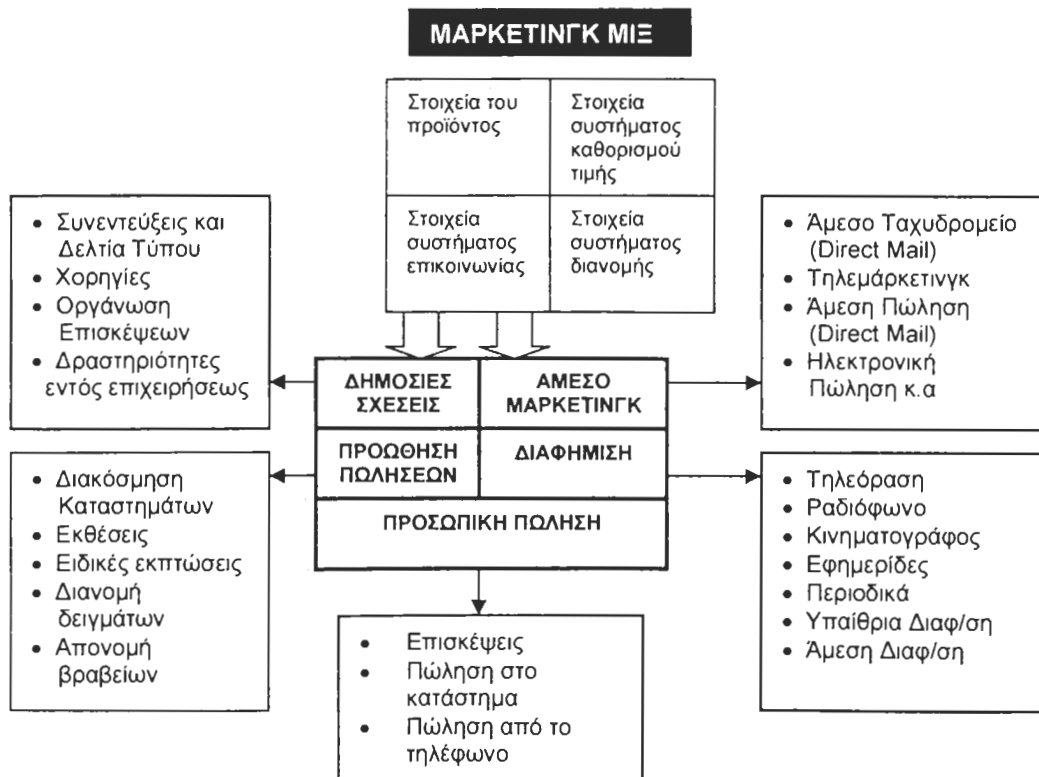 ΜΑΡΚΕΤΙΝΓΚ ΜΙΞ
Στοιχεία του
προϊόντος
Στοιχεία
συστήματος
καθορισμού
τιμής
Στοιχεία
συστήματος
επικοινωνίας
Στοιχεία
συστήματος
διανομής
• Συνεντεύξεις και
Δελτία Τύπου
• Χορηγίες
• Οργάνωση
Επισκέψεων
• Δραστηριότητες
εντός επιχειρήσεως
• Άμεσο Ταχυδρομείο
(Direct Mail)
• Τηλεμάρκετινγκ
• Άμεση Πώληση
(Direct Mail)
• Ηλεκτρονική
Πώληση κ.α
ΔΗΜΟΣΙΕΣ
ΣΧΕΣΕΙΣ
ΑΜΕΣΟ
ΜΑΡΚΕΤΙΝΓΚ
ΠΡΟΩΘΗΣΗ
ΠΩΛΗΣΕΩΝ
ΔΙΑΦΗΜΙΣΗ
ΠΡΟΣΩΠΙΚΗ ΠΩΛΗΣΗ
• Διακόσμηση
Καταστημάτων
• Εκθέσεις
• Ειδικές εκπτώσεις
• Διανομή
δειγμάτων
• Απονομή
βραβείων
• Τηλεόραση
• Ραδιόφωνο
• Κινηματογράφος
• Εφημερίδες
• Περιοδικά
• Υπαίθρια Διαφ/ση
• Άμεση Διαφ/ση
• Επισκέψεις
• Πώληση στο
κατάστημα
• Πώληση από το
τηλέφωνο